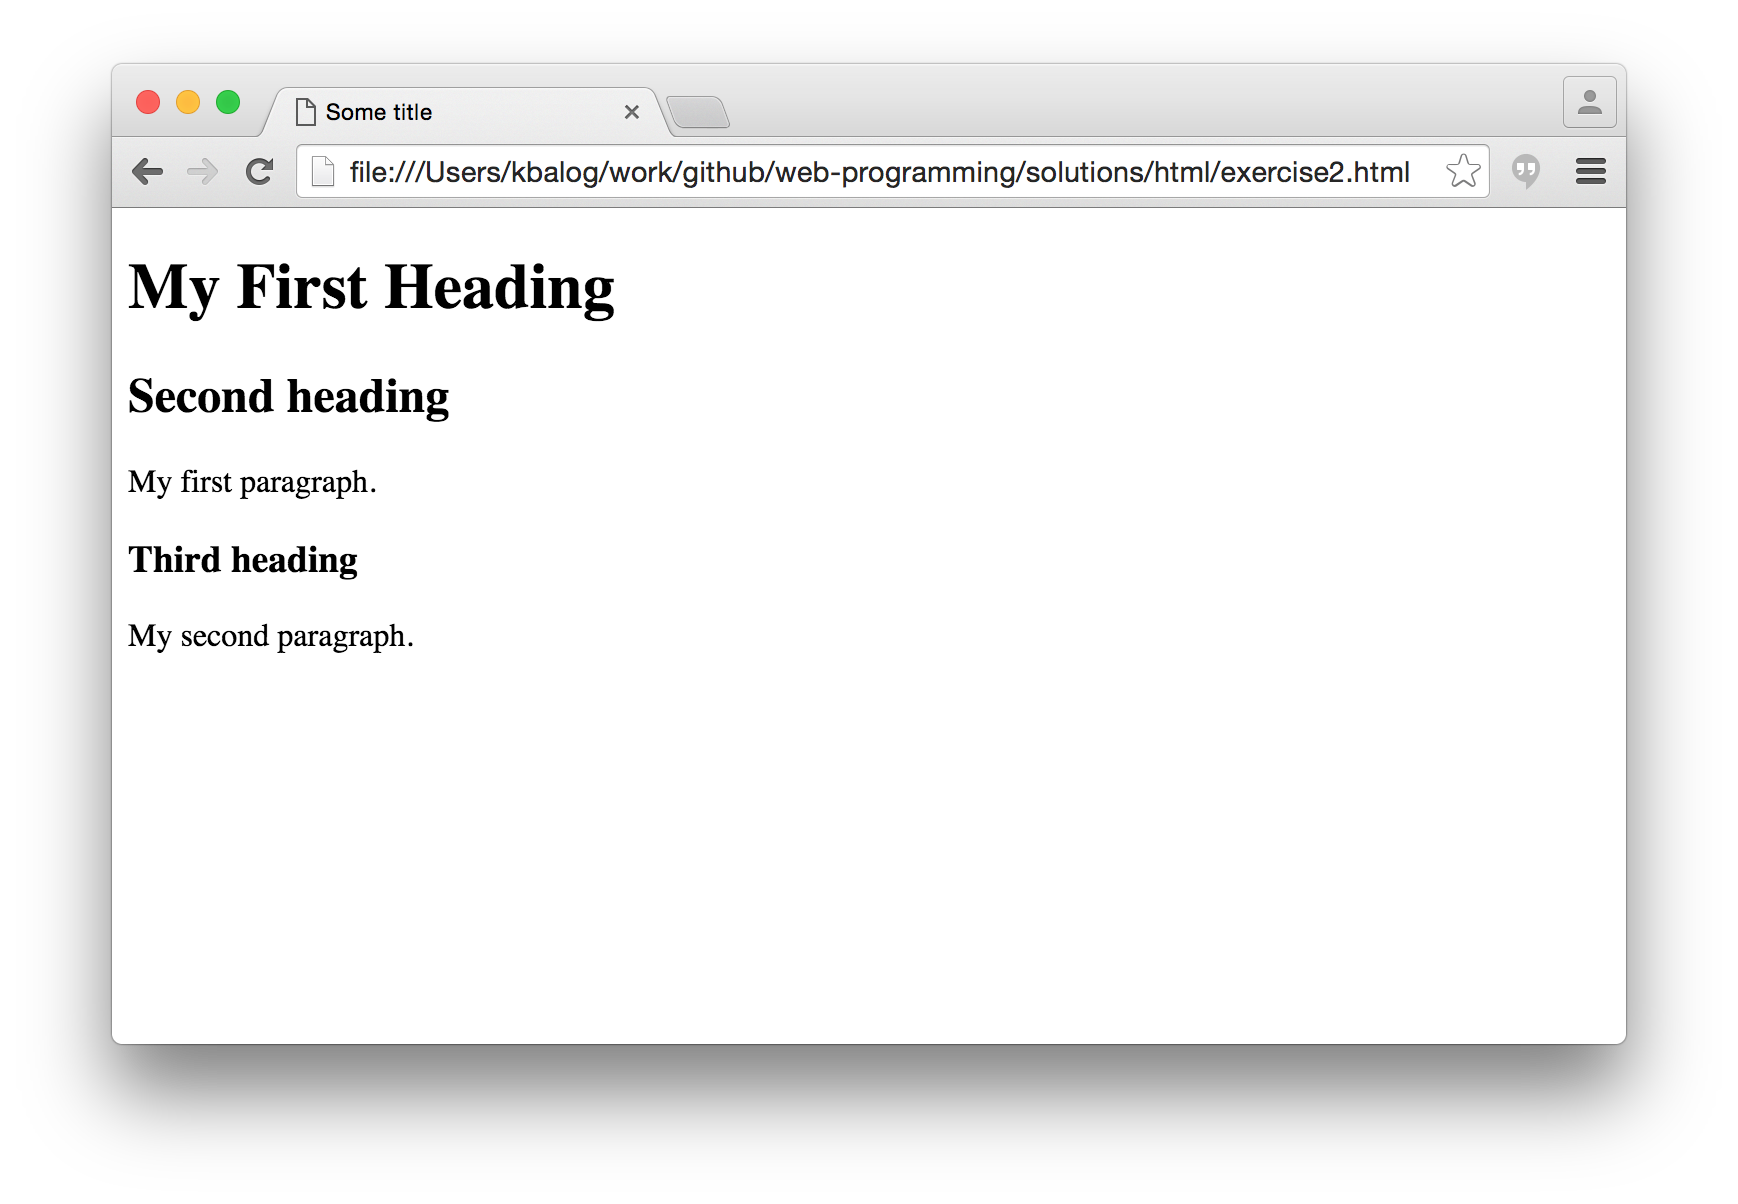 Some title
file:///Users/kbalog/work/github/web-programming/solutions/html/exercise2.html
My First Heading
Second heading
My first paragraph.
Third heading
My second paragraph.